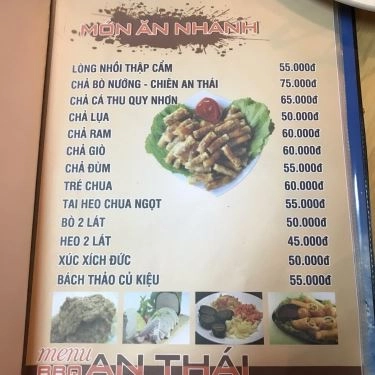 MÓN ĂN NHANH
LÒNG NHỒI THẬP CẨM 55.000đ
CHẢ BÒ NƯỚNG - CHIÊN AN THÁI 75.000đ
CHẢ CÁ THU QUY NHƠN 65.000đ
CHẢ LỤA 50.000đ
CHẢ RAM 60.000đ
CHẢ GIÒ 60.000đ
CHẢ ĐÙM 55.000đ
TRÉ CHUA 60.000đ
TAI HEO CHUA NGỌT 55.000đ
BÒ 2 LÁT 50.000đ
HEO 2 LÁT 45.000đ
XÚC XÍCH ĐỨC 50.000đ
BÁCH THẢO CỦ KIỆU 55.000đ
menu
BBQ AN THÁI